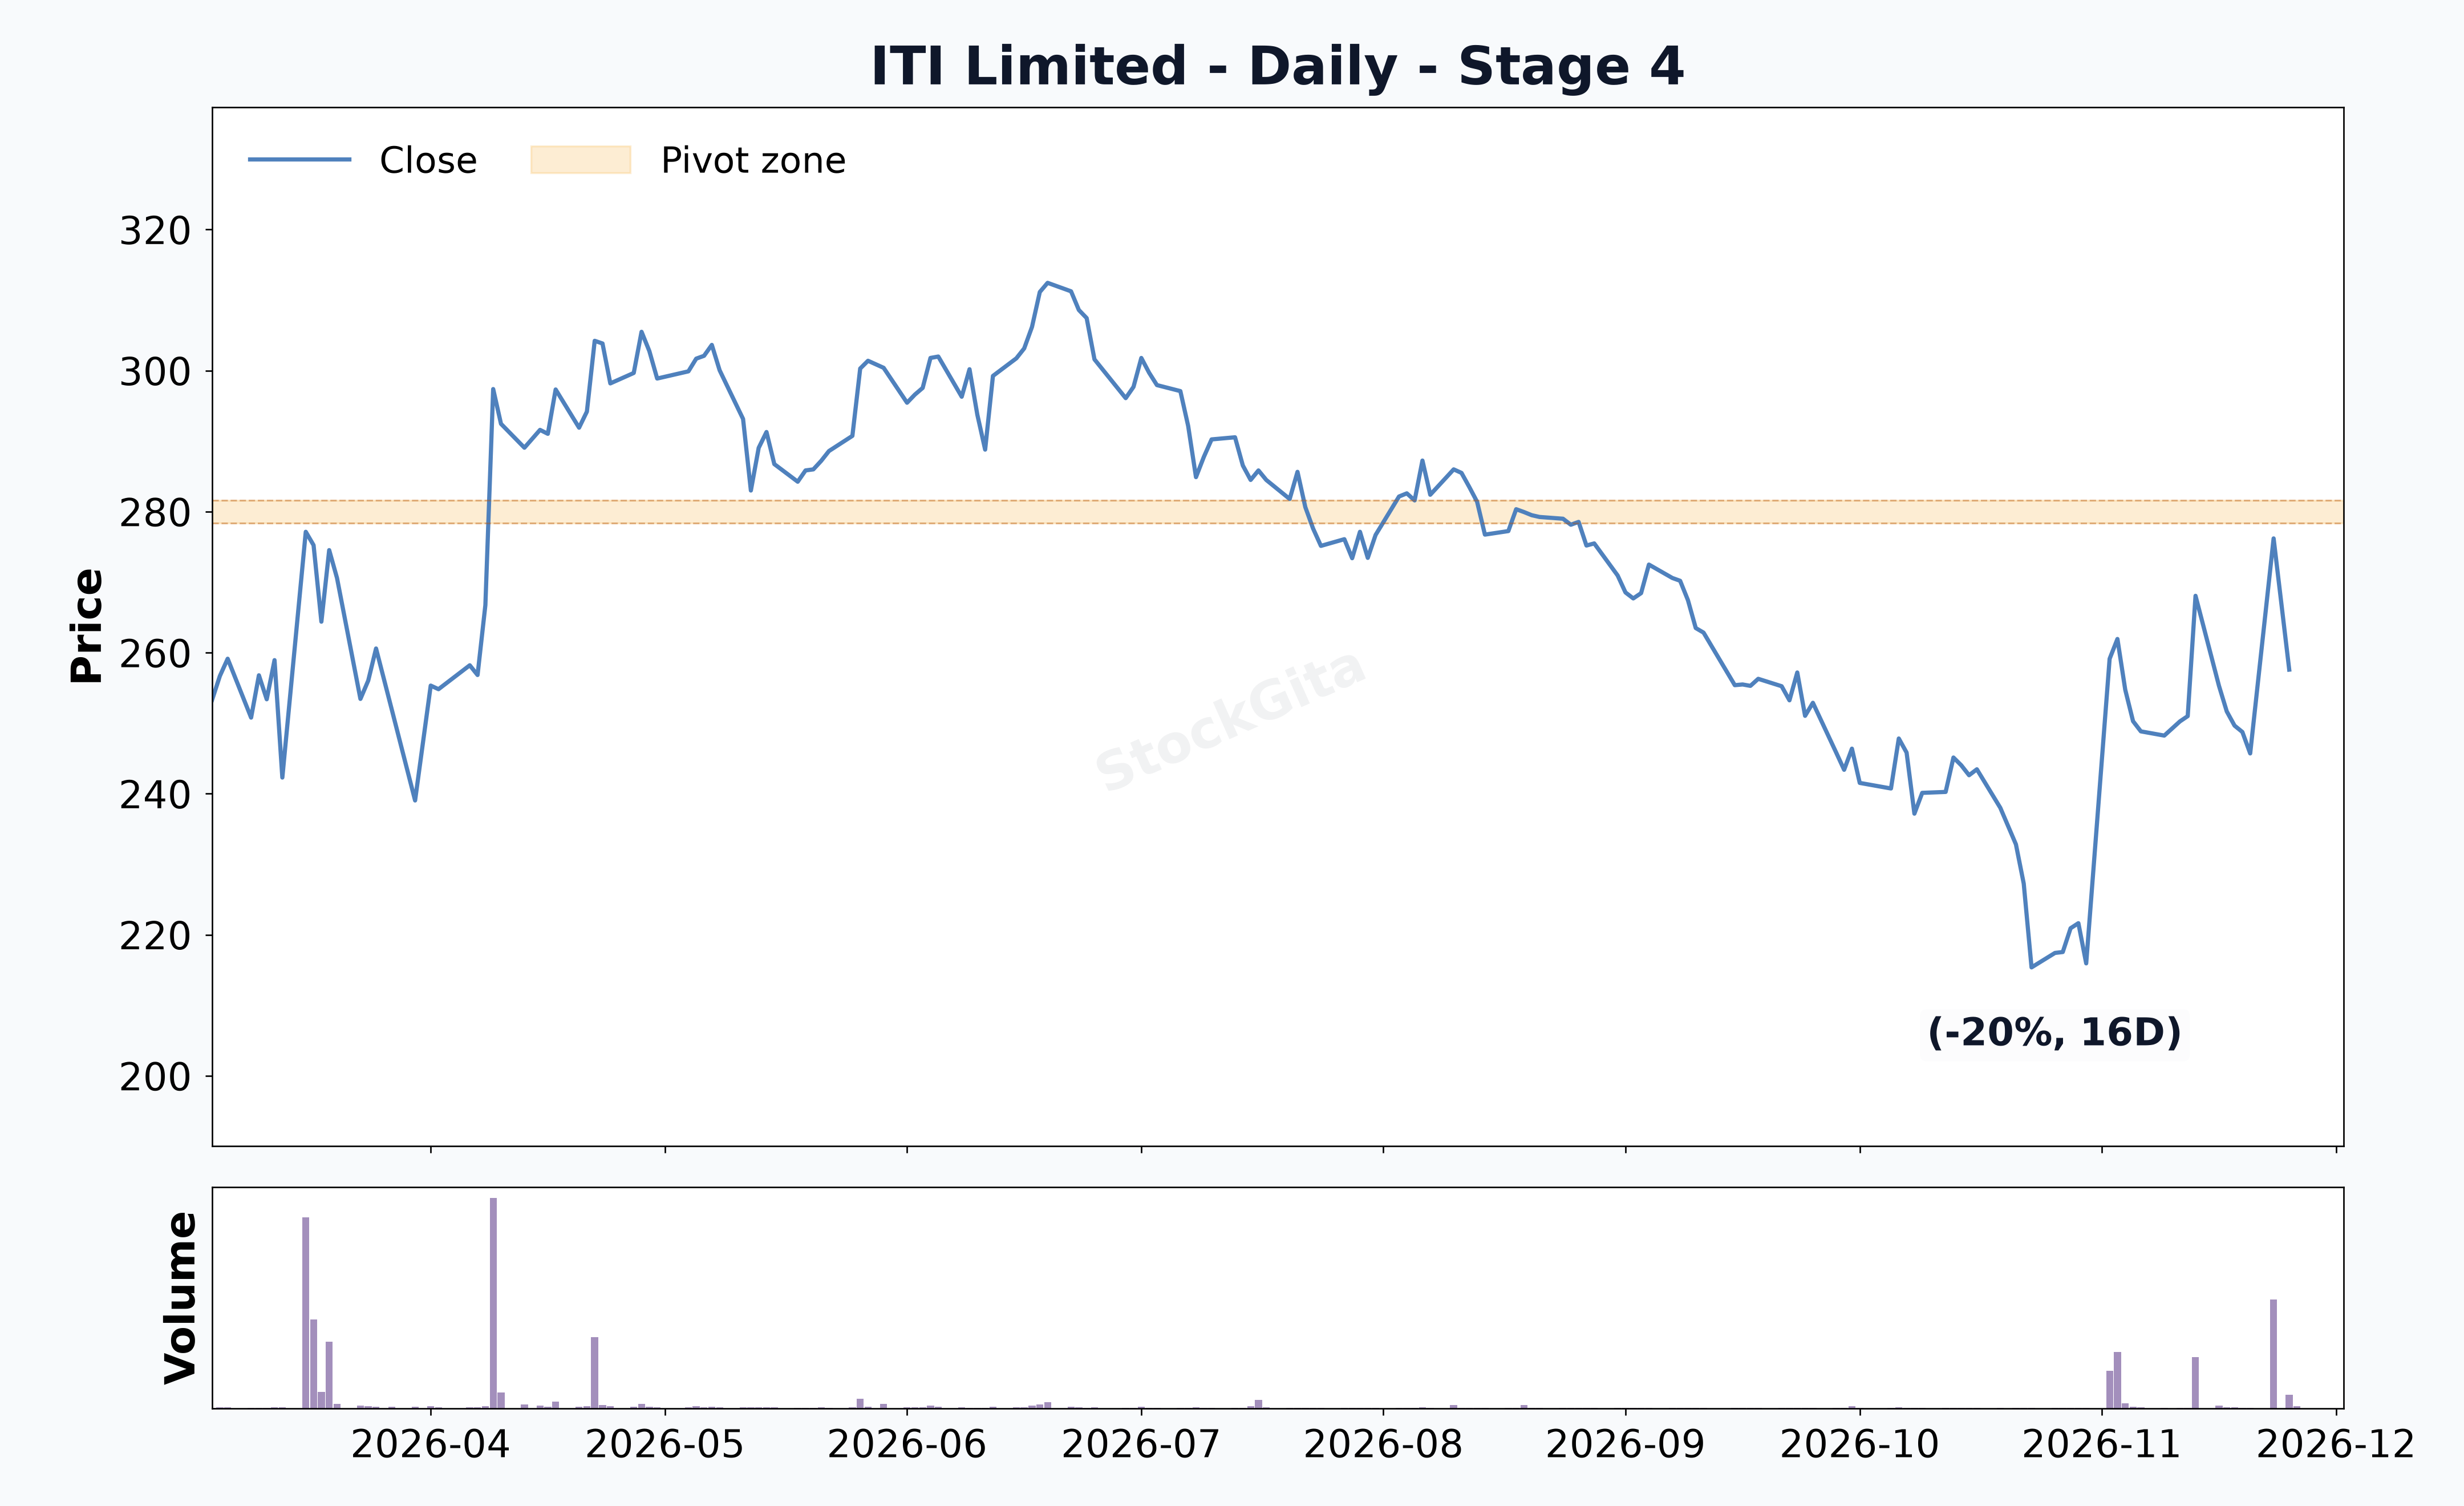 ITI Limited - Daily - Stage 4
Close
Pivot zone
Price
320
300
280
260
240
220
200
StockGita
(-20%, 16D)
Volume
2026-04
2026-05
2026-06
2026-07
2026-08
2026-09
2026-10
2026-11
2026-12